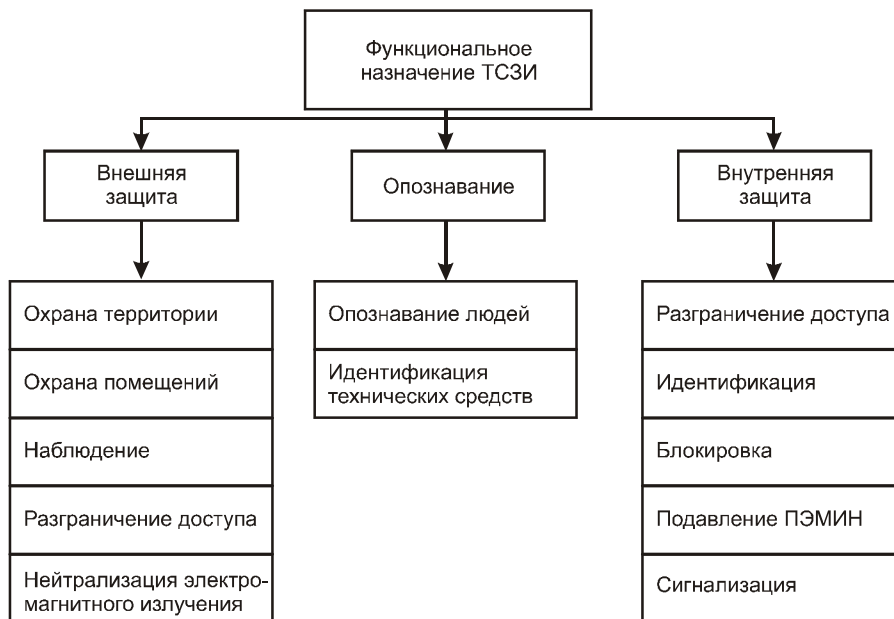 Функциональное
назначение ТСЗИ
Внешняя
защита
Опознавание
Внутренняя
защита
Охрана территории
Охрана помещений
Наблюдение
Разграничение доступа
Нейтрализация электро-
магнитного излучения
Опознавание людей
Идентификация
технических средств
Разграничение доступа
Идентификация
Блокировка
Подавление ПЭМИН
Сигнализация